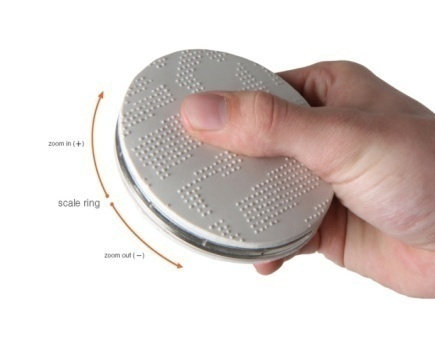 zoom in (+)
scale ring
zoom out (−)